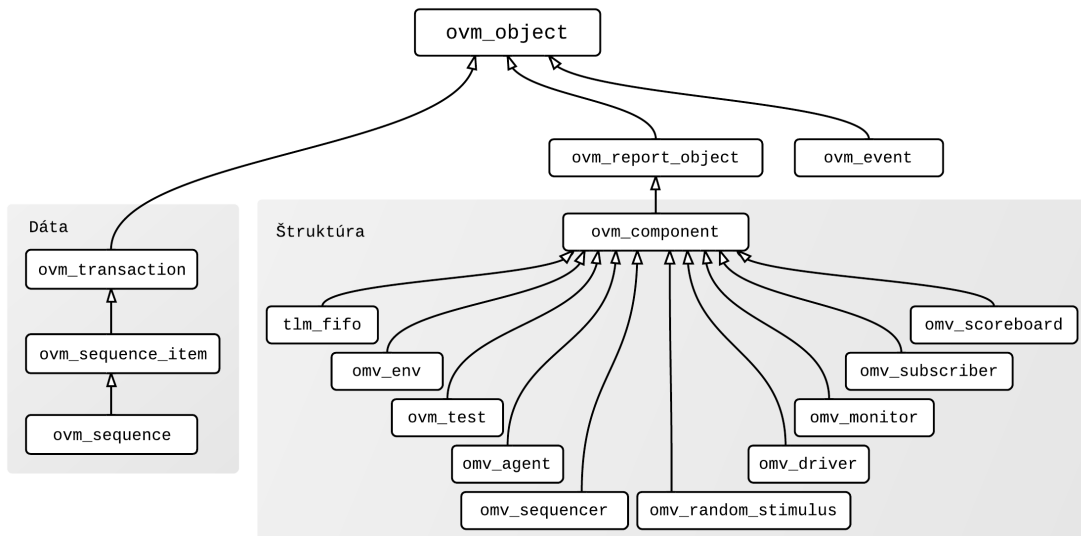 ovm_object
ovm_report_object
ovm_event
Dáta
Štruktúra
ovm_component
ovm_transaction
tlm_fifo
omv_scoreboard
ovm_sequence_item
omv_env
omv_subscriber
ovm_test
omv_monitor
ovm_sequence
omv_agent
omv_driver
omv_sequencer
omv_random_stimulus